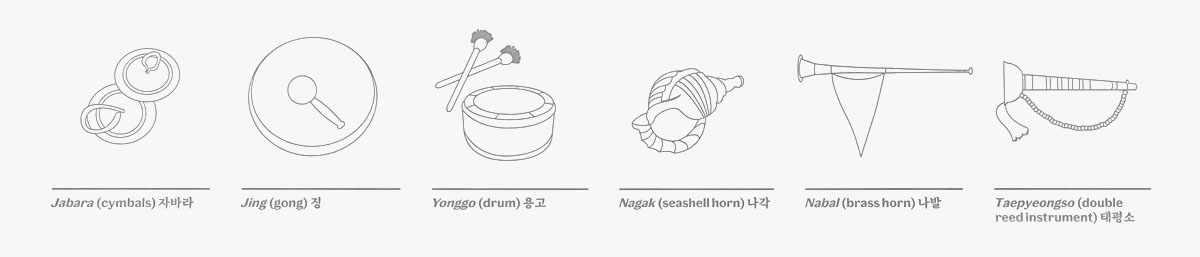 Jabara (cymbals) 자바라
Jing (gong) 징
Yonggo (drum) 용고
Nagak (seashell horn) 나각
Nabal (brass horn) 나발
Taepyeongso (double
reed instrument) 태평소